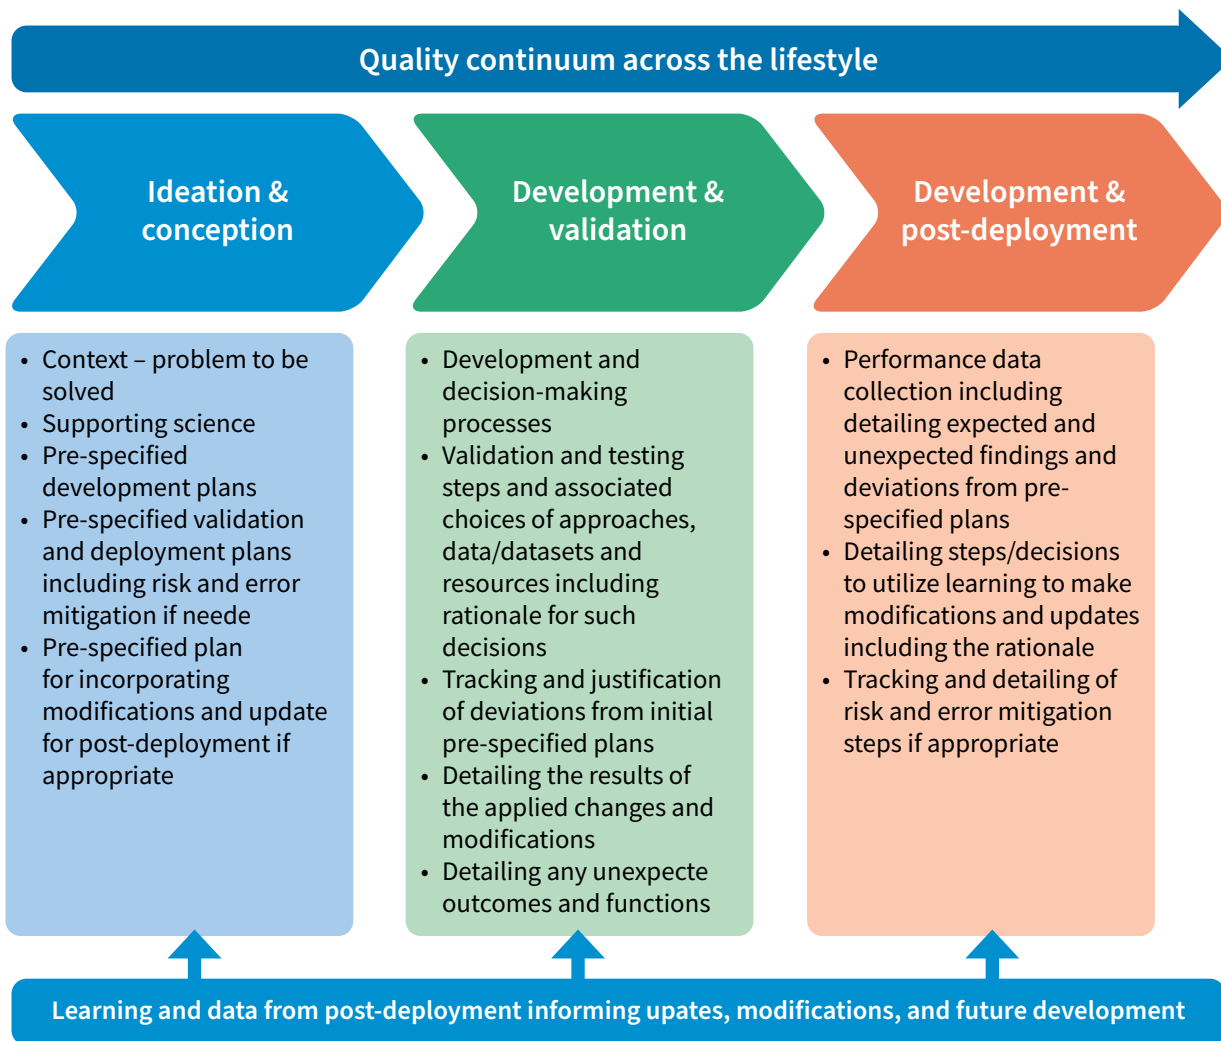 Quality continuum across the lifestyle
Ideation &
conception
Development &
validation
Development &
post-deployment
• Context – problem to be
solved
• Supporting science
• Pre-specified
development plans
• Pre-specified validation
and deployment plans
including risk and error
mitigation if neede
• Pre-specified plan
for incorporating
modifications and update
for post-deployment if
appropriate
• Development and
decision-making
processes
• Validation and testing
steps and associated
choices of approaches,
data/datasets and
resources including
rationale for such
decisions
• Tracking and justification
of deviations from initial
pre-specified plans
• Detailing the results of
the applied changes and
modifications
• Detailing any unexpecte
outcomes and functions
• Performance data
collection including
detailing expected and
unexpected findings and
deviations from pre-
specified plans
• Detailing steps/decisions
to utilize learning to make
modifications and updates
including the rationale
• Tracking and detailing of
risk and error mitigation
steps if appropriate
Learning and data from post-deployment informing upates, modifications, and future development